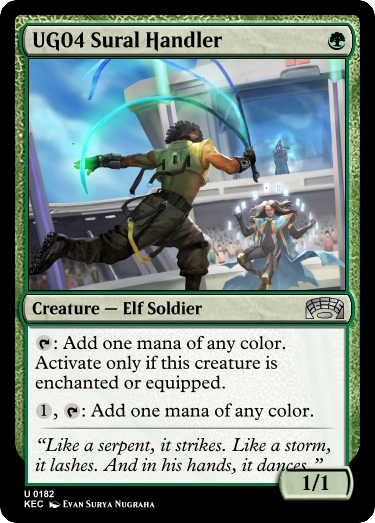 UG04 Sural Handler
Creature — Elf Soldier
: Add one mana of any color.
Activate only if this creature is
enchanted or equipped.
1, : Add one mana of any color.
“Like a serpent, it strikes. Like a storm,
it lashes. And in his hands, it dances.”
1/1
U 0182
KEC Evan Surya Nugraha